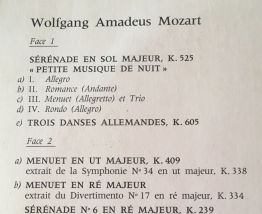 Wolfgang Amadeus Mozart
Face 1
SÉRÉNADE EN SOL MAJEUR, K. 525
« PETITE MUSIQUE DE NUIT »
a) I. Allegro
b) II. Romance (Andante)
c) III. Menuet (Allegretto) et Trio
d) IV. Rondo (Allegro)
e) TROIS DANSES ALLEMANDES, K. 605
Face 2
a) MENUET EN UT MAJEUR, K. 409
extrait de la Symphonie Nº 34 en ut majeur, K. 338
b) MENUET EN RÉ MAJEUR
extrait du Divertimento Nº 17 en ré majeur, K. 334
SÉRÉNADE Nº 6 EN RÉ MAJEUR, K. 239